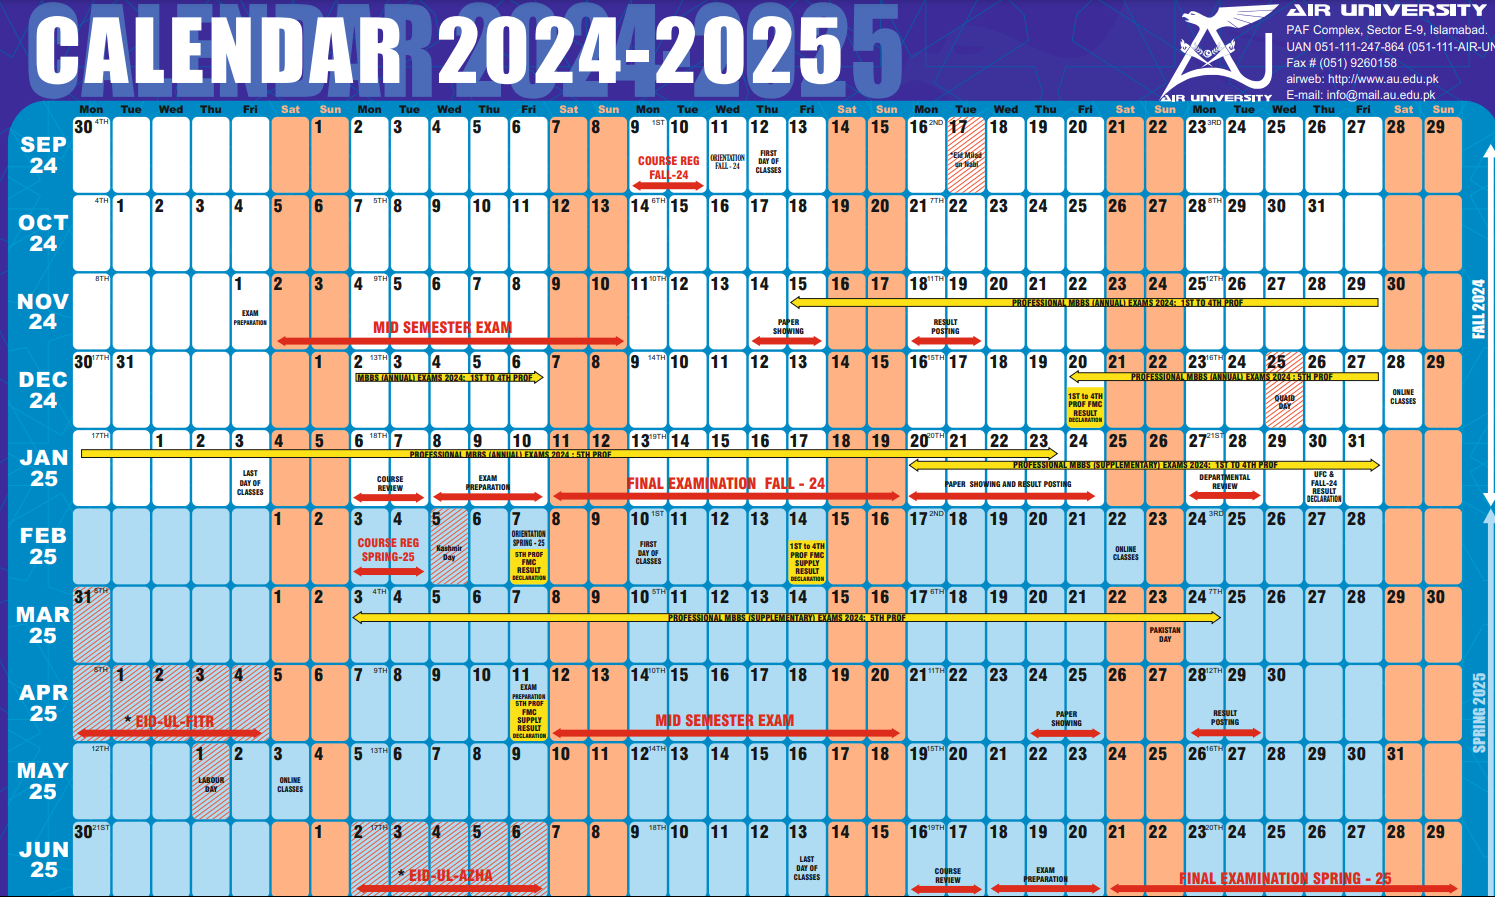 CALENDAR 2024-2025
AIR UNIVERSITY
PAF Complex, Sector E-9, Islamabad.
UAN 051-111-247-864 (051-111-AIR-UN
Fax # (051) 9260158
airweb: http://www.au.edu.pk
E-mail: info@mail.au.edu.pk
AIR UNIVERSITY
Mon Tue Wed Thu Fri Sat Sun Mon Tue Wed Thu Fri Sat Sun Mon Tue Wed Thu Fri Sat Sun Mon Tue Wed Thu Fri Sat Sun Mon Tue Wed Thu Fri Sat Sun
SEP 24
30 4TH 1 2 3 4 5 6 7 8 9 1ST 10 11 12 13 14 15 16 2ND 17 18 19 20 21 22 23 3RD 24 25 26 27 28 29
COURSE REG FALL-24
ORIENTATION FALL - 24
FIRST DAY OF CLASSES
*Eid Milad un Nabi
OCT 24
4TH 1 2 3 4 5 6 7 5TH 8 9 10 11 12 13 14 6TH 15 16 17 18 19 20 21 7TH 22 23 24 25 26 27 28 8TH 29 30 31
NOV 24
8TH 1 2 3 4 9TH 5 6 7 8 9 10 11 10TH 12 13 14 15 16 17 18 11TH 19 20 21 22 23 24 25 12TH 26 27 28 29 30
PROFESSIONAL MBBS (ANNUAL) EXAMS 2024: 1ST TO 4TH PROF
EXAM PREPARATION
MID SEMESTER EXAM
PAPER SHOWING
RESULT POSTING
DEC 24
30 17TH 31 1 2 13TH 3 4 5 6 7 8 9 14TH 10 11 12 13 14 15 16 15TH 17 18 19 20 21 22 23 16TH 24 25 26 27 28 29
MBBS (ANNUAL) EXAMS 2024: 1ST TO 4TH PROF
PROFESSIONAL MBBS (ANNUAL) EXAMS 2024 : 5TH PROF
1ST to 4TH PROF FMC RESULT DECLARATION
QUAID DAY
ONLINE CLASSES
JAN 25
17TH 1 2 3 4 5 6 18TH 7 8 9 10 11 12 13 19TH 14 15 16 17 18 19 20 20TH 21 22 23 24 25 26 27 21ST 28 29 30 31
PROFESSIONAL MBBS (ANNUAL) EXAMS 2024 : 5TH PROF
PROFESSIONAL MBBS (SUPPLEMENTARY) EXAMS 2024: 1ST TO 4TH PROF
LAST DAY OF CLASSES
COURSE REVIEW
EXAM PREPARATION
FINAL EXAMINATION FALL - 24
PAPER SHOWING AND RESULT POSTING
DEPARTMENTAL REVIEW
UFC & FALL-24 RESULT DECLARATION
FEB 25
1 2 3 4 5 6 7 8 9 10 1ST 11 12 13 14 15 16 17 2ND 18 19 20 21 22 23 24 3RD 25 26 27 28
COURSE REG SPRING-25
Kashmir Day
ORIENTATION SPRING - 25
5TH PROF FMC RESULT DECLARATION
FIRST DAY OF CLASSES
1ST to 4TH PROF FMC SUPPLY RESULT DECLARATION
ONLINE CLASSES
MAR 25
31 8TH 1 2 3 4TH 4 5 6 7 8 9 10 5TH 11 12 13 14 15 16 17 6TH 18 19 20 21 22 23 24 7TH 25 26 27 28 29 30
PROFESSIONAL MBBS (SUPPLEMENTARY) EXAMS 2024: 5TH PROF
PAKISTAN DAY
APR 25
8TH 1 2 3 4 5 6 7 9TH 8 9 10 11 12 13 14 10TH 15 16 17 18 19 20 21 11TH 22 23 24 25 26 27 28 12TH 29 30
* EID-UL-FITR
EXAM PREPARATION
5TH PROF FMC SUPPLY RESULT DECLARATION
MID SEMESTER EXAM
PAPER SHOWING
RESULT POSTING
MAY 25
12TH 1 2 3 4 5 13TH 6 7 8 9 10 11 12 14TH 13 14 15 16 17 18 19 15TH 20 21 22 23 24 25 26 16TH 27 28 29 30 31
LABOUR DAY
ONLINE CLASSES
JUN 25
30 21ST 1 2 17TH 3 4 5 6 7 8 9 18TH 10 11 12 13 14 15 16 19TH 17 18 19 20 21 22 23 20TH 24 25 26 27 28 29
* EID-UL-AZHA
LAST DAY OF CLASSES
COURSE REVIEW
EXAM PREPARATION
FINAL EXAMINATION SPRING - 25
FALL 2024
SPRING 2025